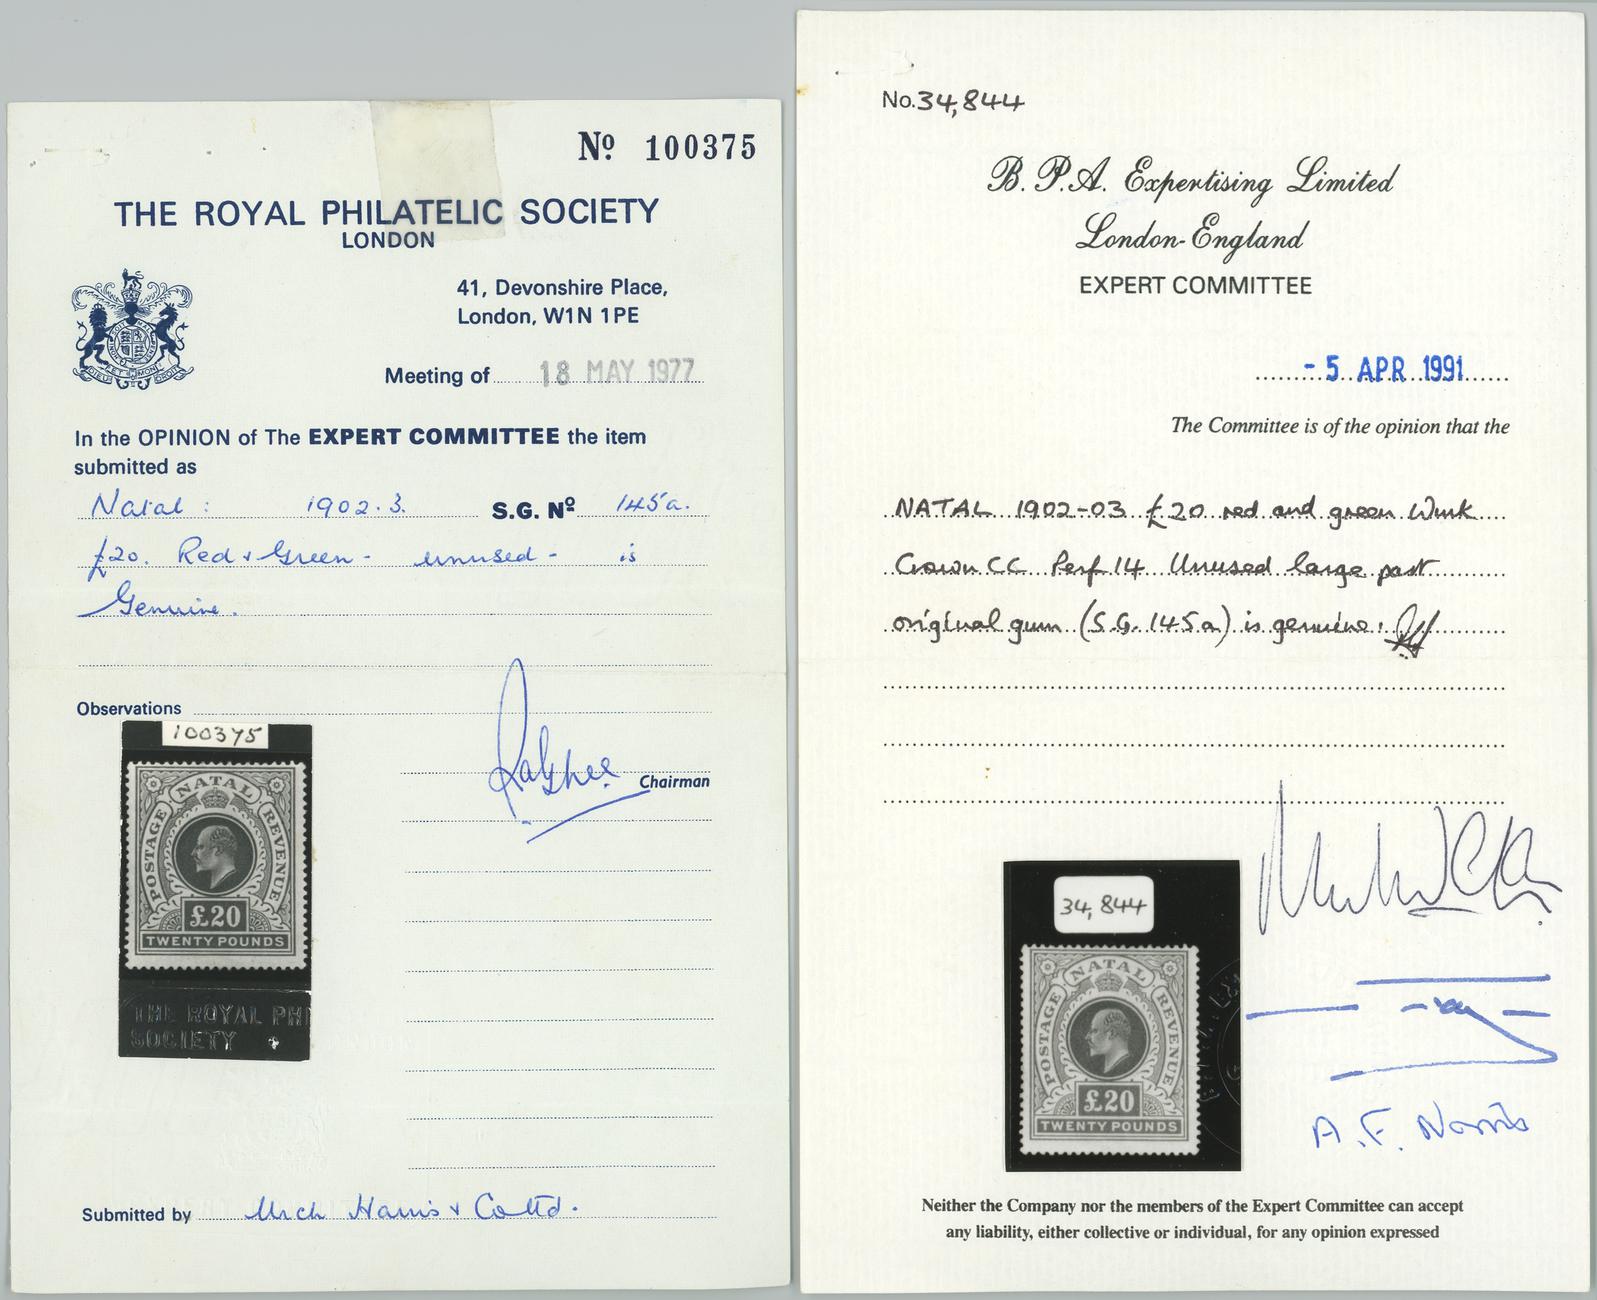 Nº 100375
THE ROYAL PHILATELIC SOCIETY
LONDON
41, Devonshire Place,
London, W1N 1PE
Meeting of 18 MAY 1977
In the OPINION of The EXPERT COMMITTEE the item
submitted as
Natal : 1902.3. S.G. Nº 145a.
£20. Red & Green - unused - is
Genuine.
Observations
100375
NATAL
POSTAGE REVENUE
£20
TWENTY POUNDS
THE ROYAL PHI
SOCIETY
Chairman
Submitted by Urch Harris & Co Ltd.
No. 34,844
B. P. A. Expertising Limited
London-England
EXPERT COMMITTEE
- 5 APR 1991
The Committee is of the opinion that the
NATAL 1902-03 £20 red and green Wmk
Crown CC Perf 14 Unused large part
original gum (S.G. 145a) is genuine.
34,844
NATAL
POSTAGE REVENUE
£20
TWENTY POUNDS
A. F. Norris
Neither the Company nor the members of the Expert Committee can accept
any liability, either collective or individual, for any opinion expressed